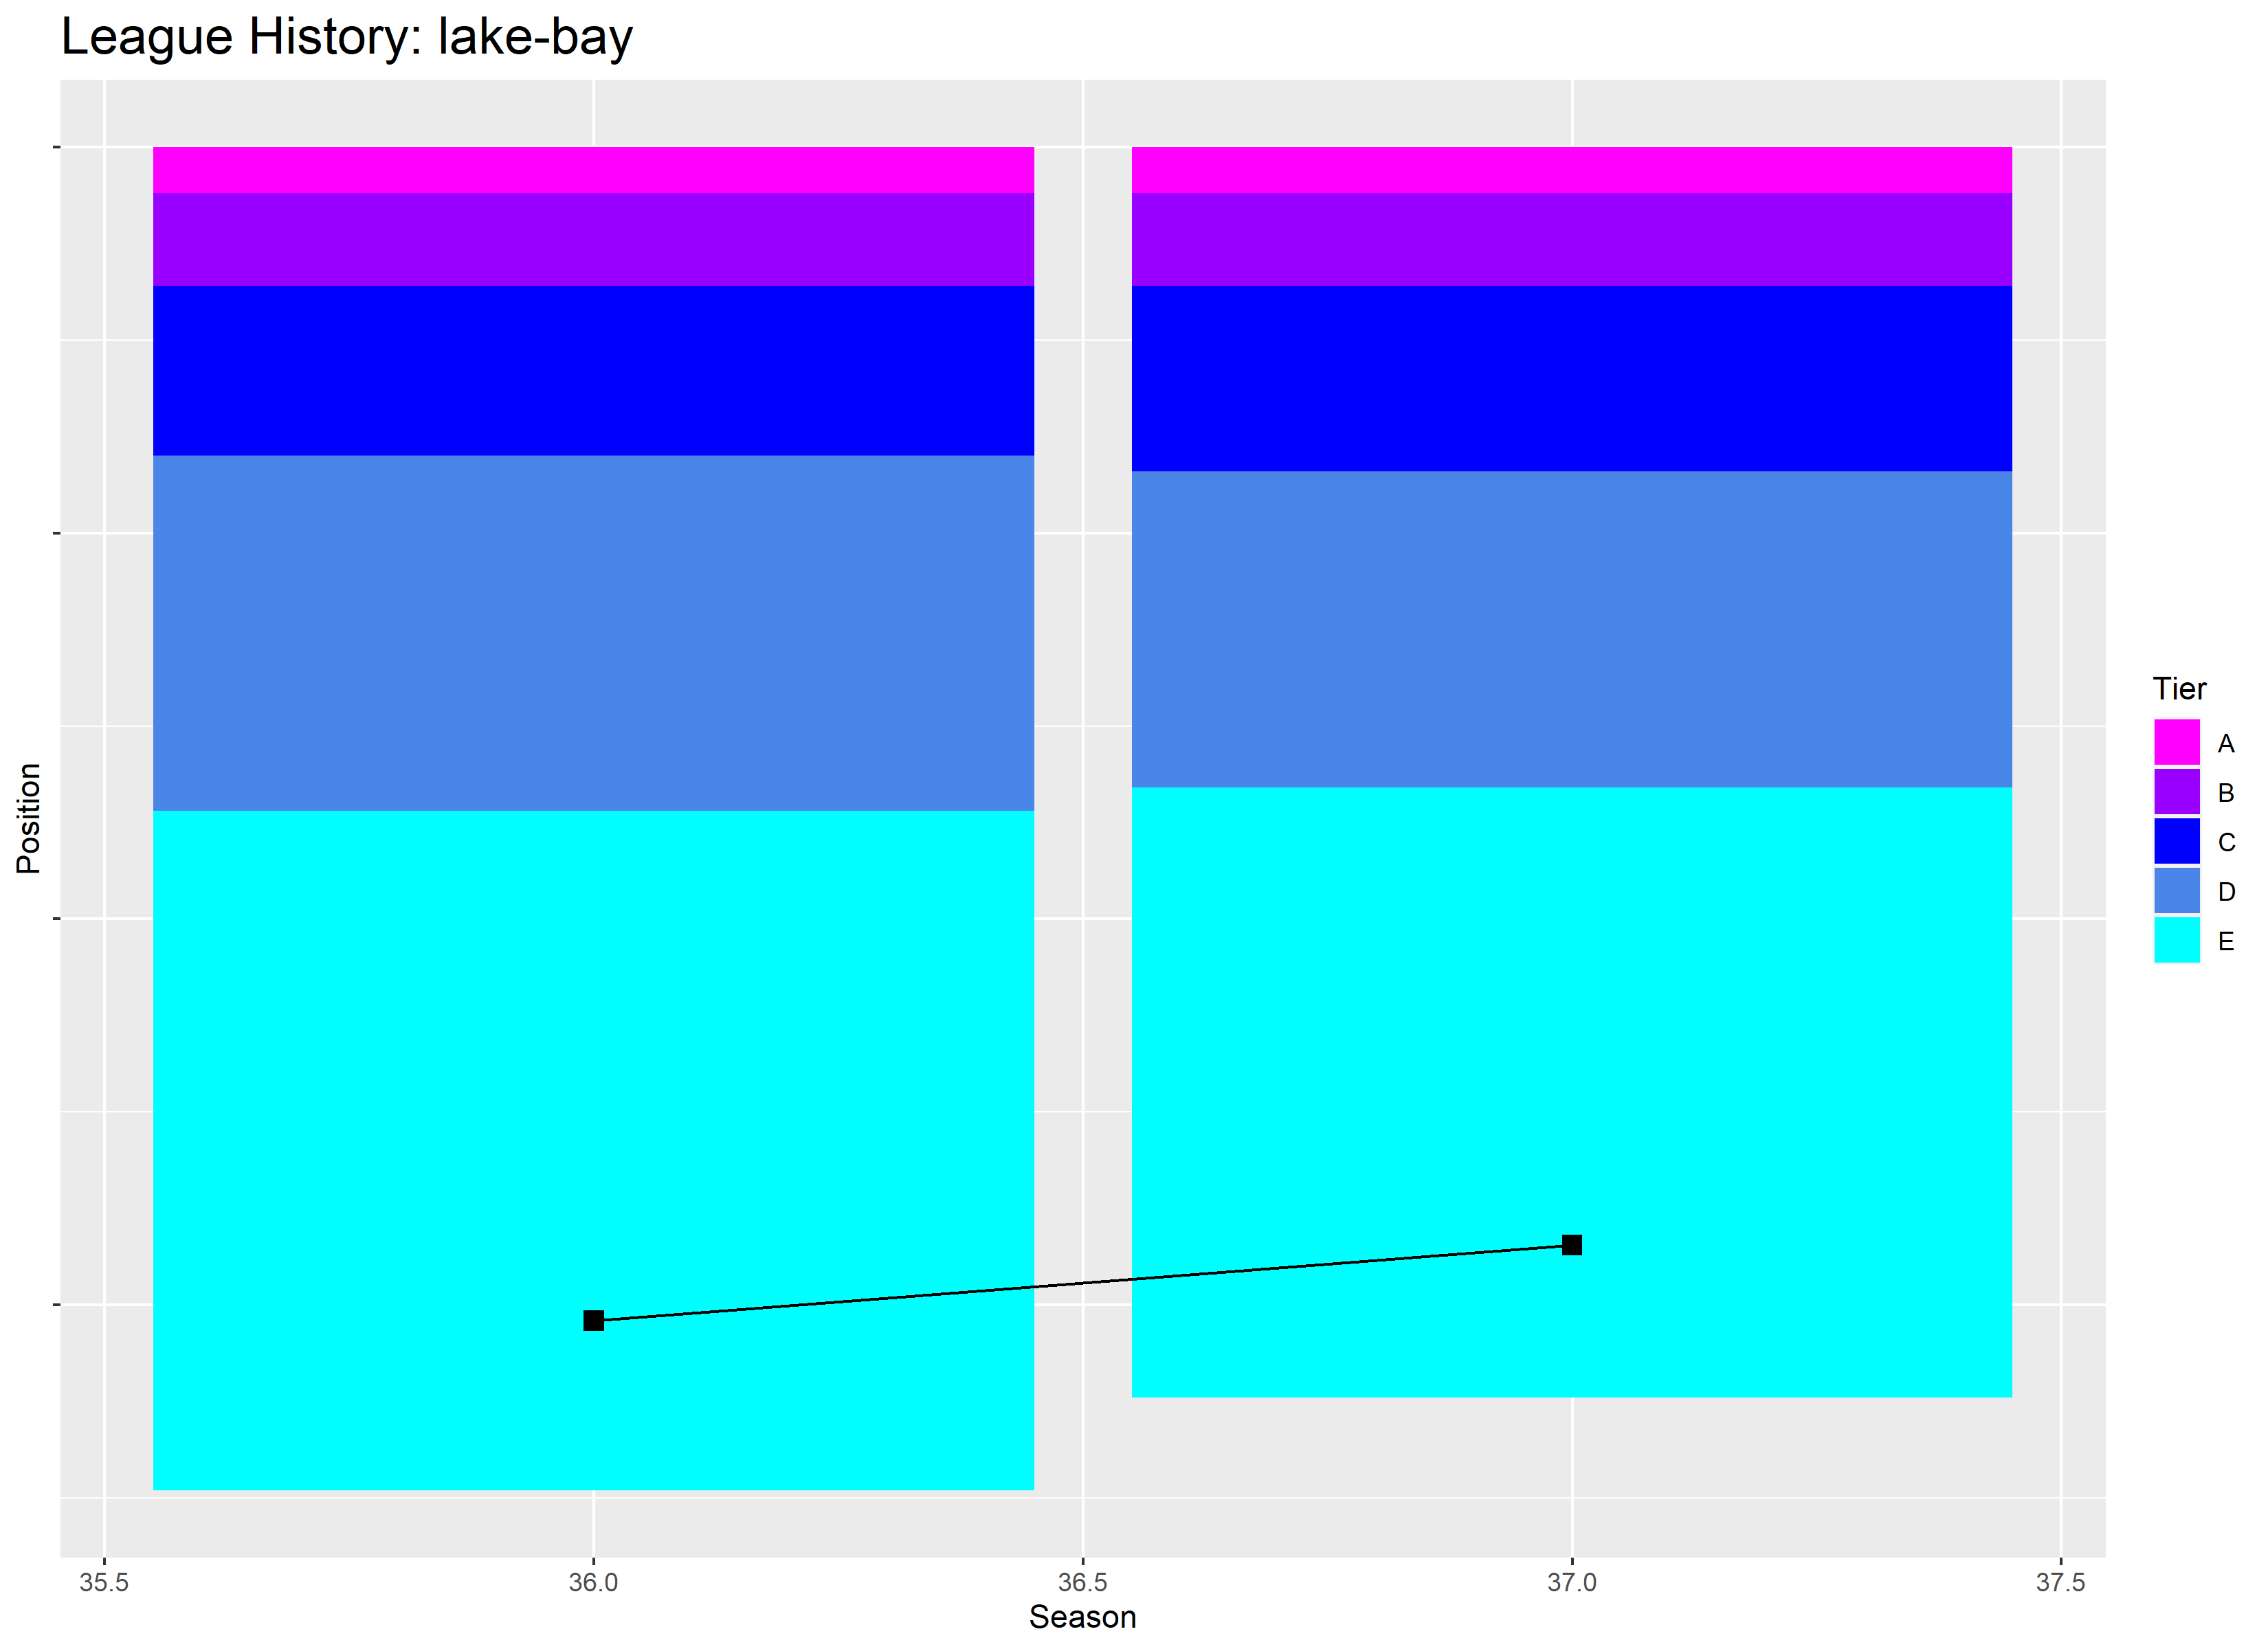 League History: lake-bay
Position
35.5
36.0
36.5
37.0
37.5
Season
Tier
A
B
C
D
E